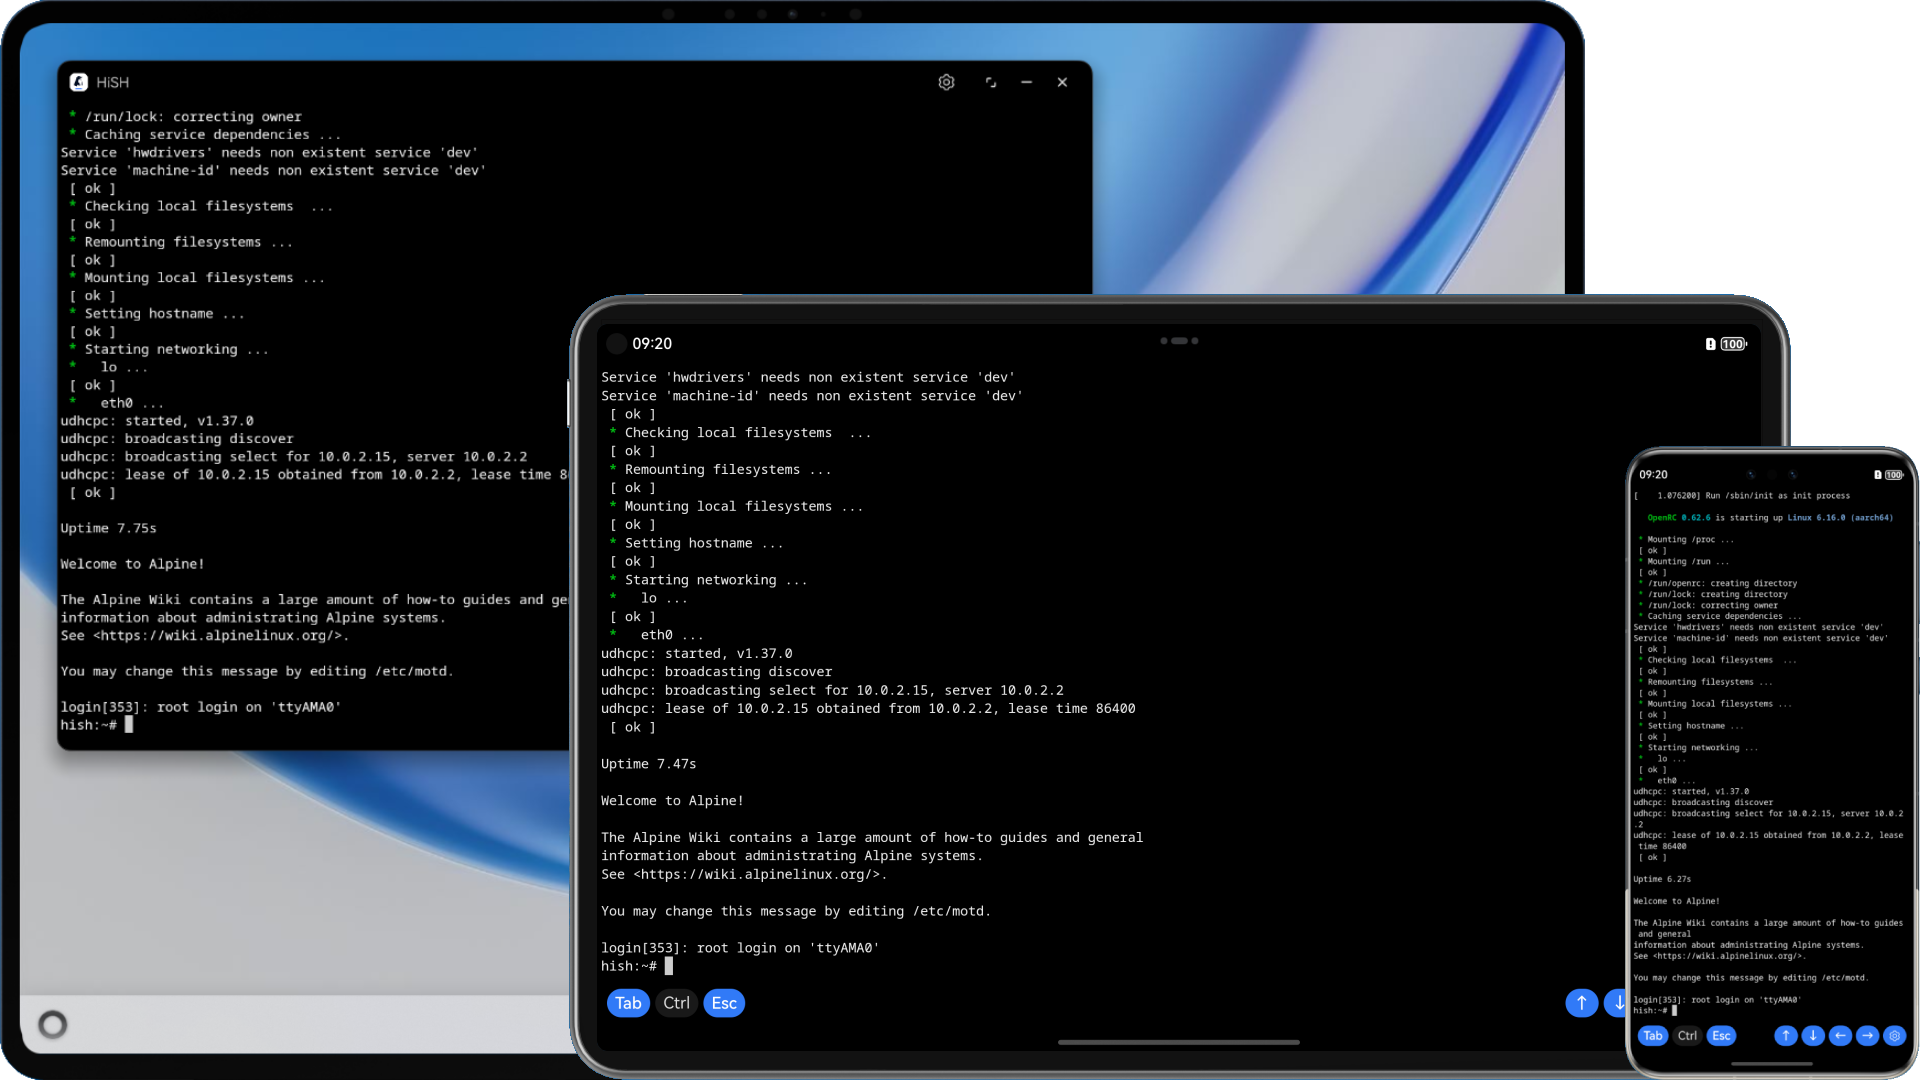 HiSH
* /run/lock: correcting owner
* Caching service dependencies ...
Service 'hwdrivers' needs non existent service 'dev'
Service 'machine-id' needs non existent service 'dev'
[ ok ]
* Checking local filesystems  ...
[ ok ]
* Remounting filesystems ...
[ ok ]
* Mounting local filesystems ...
[ ok ]
* Setting hostname ...
[ ok ]
* Starting networking ...
*   lo ...
[ ok ]
*   eth0 ...
udhcpc: started, v1.37.0
udhcpc: broadcasting discover
udhcpc: broadcasting select for 10.0.2.15, server 10.0.2.2
udhcpc: lease of 10.0.2.15 obtained from 10.0.2.2, lease time 8
[ ok ]
Uptime 7.75s
Welcome to Alpine!
The Alpine Wiki contains a large amount of how-to guides and ge
information about administrating Alpine systems.
See <https://wiki.alpinelinux.org/>.
You may change this message by editing /etc/motd.
login[353]: root login on 'ttyAMA0'
hish:~#
09:20
100
Service 'hwdrivers' needs non existent service 'dev'
Service 'machine-id' needs non existent service 'dev'
[ ok ]
* Checking local filesystems  ...
[ ok ]
* Remounting filesystems ...
[ ok ]
* Mounting local filesystems ...
[ ok ]
* Setting hostname ...
[ ok ]
* Starting networking ...
*   lo ...
[ ok ]
*   eth0 ...
udhcpc: started, v1.37.0
udhcpc: broadcasting discover
udhcpc: broadcasting select for 10.0.2.15, server 10.0.2.2
udhcpc: lease of 10.0.2.15 obtained from 10.0.2.2, lease time 86400
[ ok ]
Uptime 7.47s
Welcome to Alpine!
The Alpine Wiki contains a large amount of how-to guides and general
information about administrating Alpine systems.
See <https://wiki.alpinelinux.org/>.
You may change this message by editing /etc/motd.
login[353]: root login on 'ttyAMA0'
hish:~#
Tab Ctrl Esc ↑ ↓
09:20
100
[    1.076200] Run /sbin/init as init process
OpenRC 0.62.6 is starting up Linux 6.16.0 (aarch64)
* Mounting /proc ...
[ ok ]
* Mounting /run ...
[ ok ]
* /run/openrc: creating directory
* /run/lock: creating directory
* /run/lock: correcting owner
* Caching service dependencies ...
Service 'hwdrivers' needs non existent service 'dev'
Service 'machine-id' needs non existent service 'dev'
[ ok ]
* Checking local filesystems  ...
[ ok ]
* Remounting filesystems ...
[ ok ]
* Mounting local filesystems ...
[ ok ]
* Setting hostname ...
[ ok ]
* Starting networking ...
*   lo ...
[ ok ]
*   eth0 ...
udhcpc: started, v1.37.0
udhcpc: broadcasting discover
udhcpc: broadcasting select for 10.0.2.15, server 10.0.2
.2
udhcpc: lease of 10.0.2.15 obtained from 10.0.2.2, lease
time 86400
[ ok ]
Uptime 6.27s
Welcome to Alpine!
The Alpine Wiki contains a large amount of how-to guides
and general
information about administrating Alpine systems.
See <https://wiki.alpinelinux.org/>.
You may change this message by editing /etc/motd.
login[353]: root login on 'ttyAMA0'
hish:~#
Tab Ctrl Esc ↑ ↓ ← →